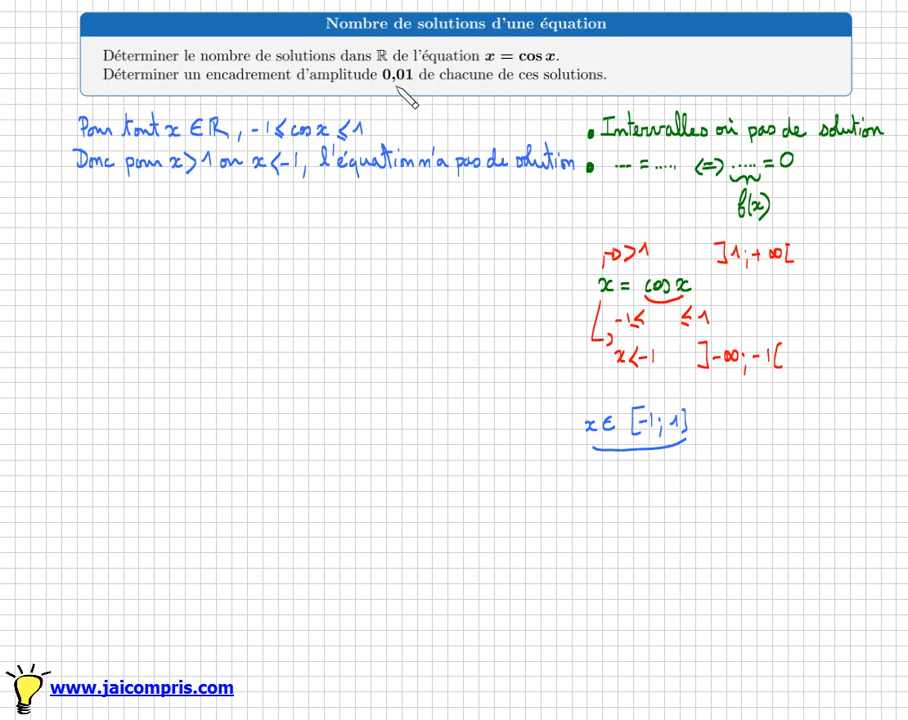 Nombre de solutions d'une équation
Déterminer le nombre de solutions dans ℝ de l'équation x = cos x.
Déterminer un encadrement d'amplitude 0,01 de chacune de ces solutions.
Pour tout x ∈ ℝ, -1 ⩽ cos x ⩽ 1
Donc pour x > 1 ou x < -1, l'équation n'a pas de solution
• Intervalles où pas de solution
• ... = ..... <=> ..... = 0
f(x)
> 1 ]1 ; +∞[
x = cos x
-1 ⩽ ⩽ 1
x < -1 ]-∞ ; -1[
x ∈ [-1 ; 1]
www.jaicompris.com